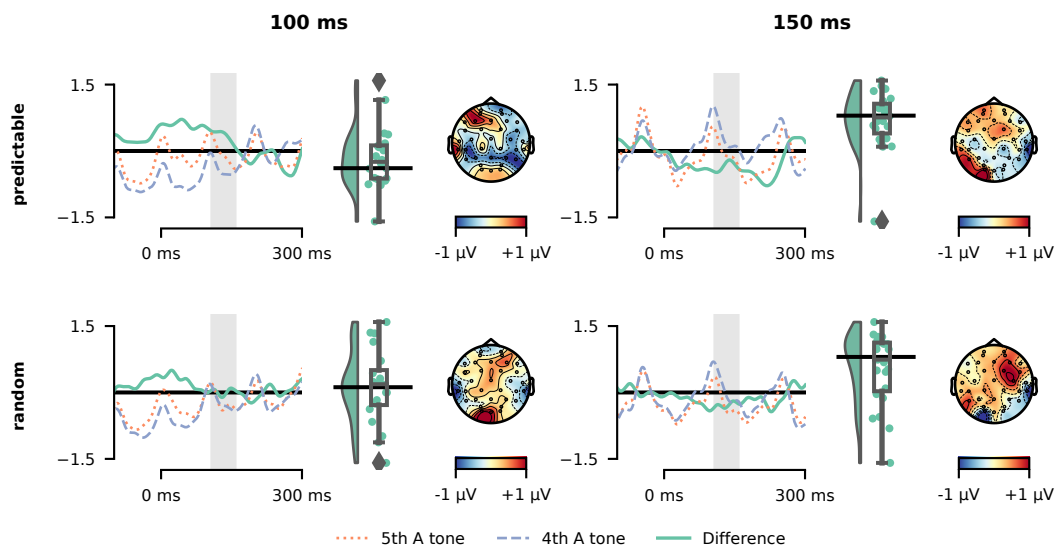 100 ms 150 ms
predictable
1.5 1.5
−1.5 −1.5
0 ms 300 ms -1 µV +1 µV 0 ms 300 ms -1 µV +1 µV
random
1.5 1.5
−1.5 −1.5
0 ms 300 ms -1 µV +1 µV 0 ms 300 ms -1 µV +1 µV
5th A tone 4th A tone Difference